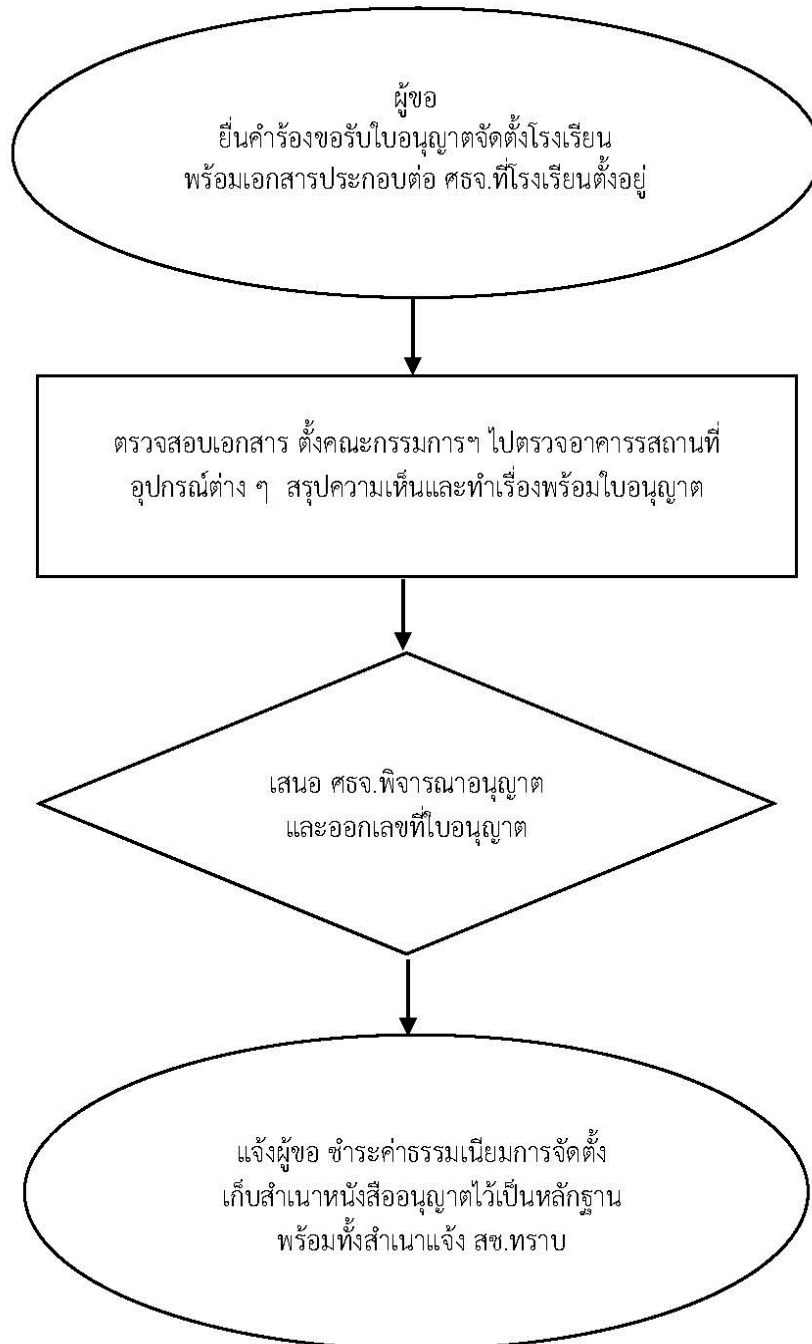 ผู้ขอ
ยื่นคำร้องขอรับใบอนุญาตจัดตั้งโรงเรียน
พร้อมเอกสารประกอบต่อ ศธจ.ที่โรงเรียนตั้งอยู่
ตรวจสอบเอกสาร ตั้งคณะกรรมการฯ ไปตรวจอาคารรสถานที่
อุปกรณ์ต่าง ๆ สรุปความเห็นและทำเรื่องพร้อมใบอนุญาต
เสนอ ศธจ.พิจารณาอนุญาต
และออกเลขที่ใบอนุญาต
แจ้งผู้ขอ ชำระค่าธรรมเนียมการจัดตั้ง
เก็บสำเนาหนังสืออนุญาตไว้เป็นหลักฐาน
พร้อมทั้งสำเนาแจ้ง สช.ทราบ